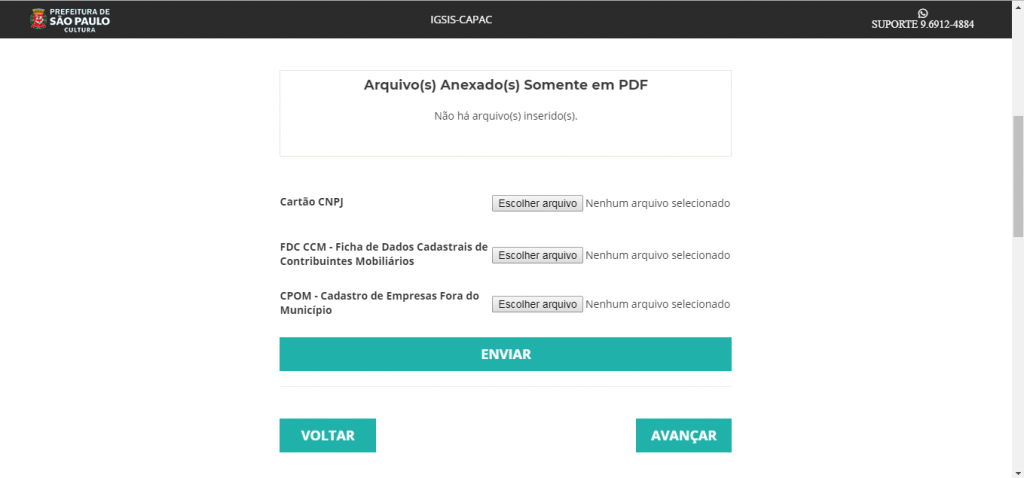 PREFEITURA DE
SÃO PAULO
CULTURA
IGSIS-CAPAC
SUPORTE 9.6912-4884
Arquivo(s) Anexado(s) Somente em PDF
Não há arquivo(s) inserido(s).
Cartão CNPJ
Escolher arquivo Nenhum arquivo selecionado
FDC CCM - Ficha de Dados Cadastrais de
Contribuintes Mobiliários
Escolher arquivo Nenhum arquivo selecionado
CPOM - Cadastro de Empresas Fora do
Município
Escolher arquivo Nenhum arquivo selecionado
ENVIAR
VOLTAR
AVANÇAR